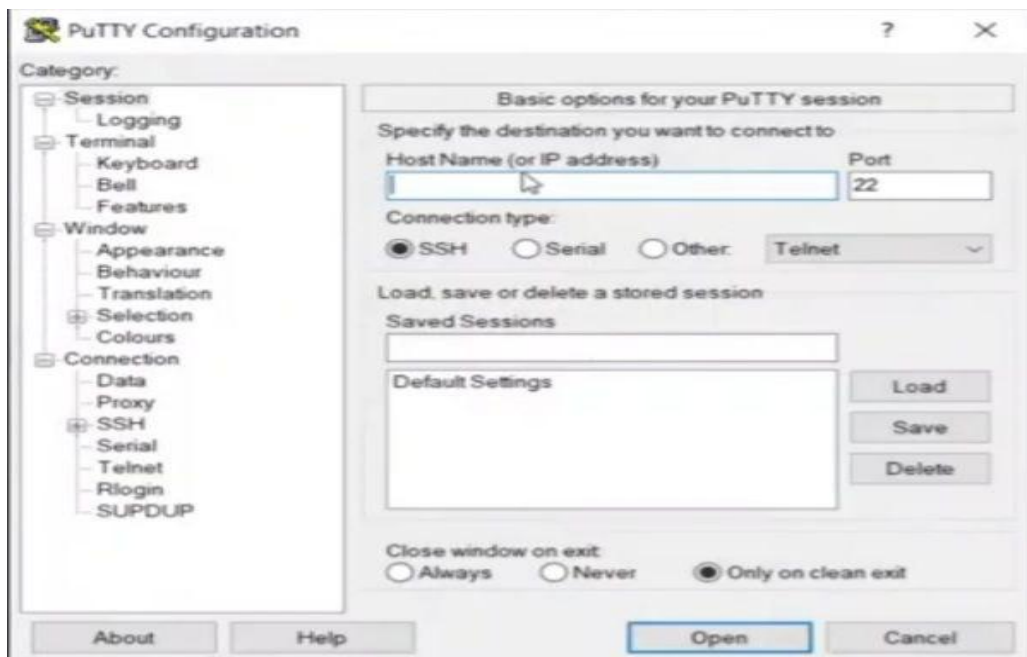 PuTTY Configuration
?
Category:
Session
Logging
Terminal
Keyboard
Bell
Features
Window
Appearance
Behaviour
Translation
Selection
Colours
Connection
Data
Proxy
SSH
Serial
Telnet
Rlogin
SUPDUP
Basic options for your PuTTY session
Specify the destination you want to connect to
Host Name (or IP address) Port
22
Connection type:
SSH Serial Other: Telnet
Load, save or delete a stored session
Saved Sessions
Default Settings
Load
Save
Delete
Close window on exit:
Always Never Only on clean exit
About Help Open Cancel